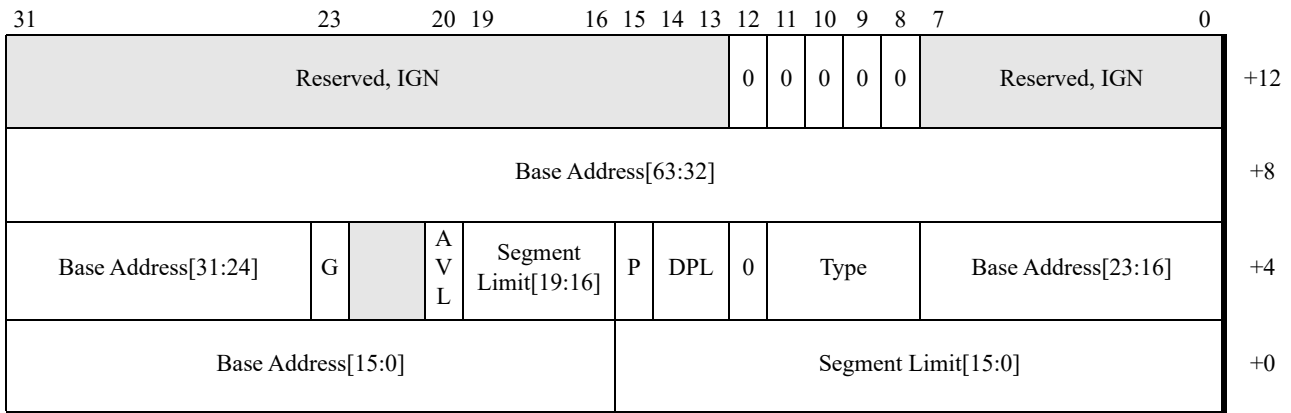 31 23 20 19 16 15 14 13 12 11 10 9 8 7 0
Reserved, IGN 0 0 0 0 0 Reserved, IGN +12
Base Address[63:32] +8
Base Address[31:24] G A V L Segment Limit[19:16] P DPL 0 Type Base Address[23:16] +4
Base Address[15:0] Segment Limit[15:0] +0